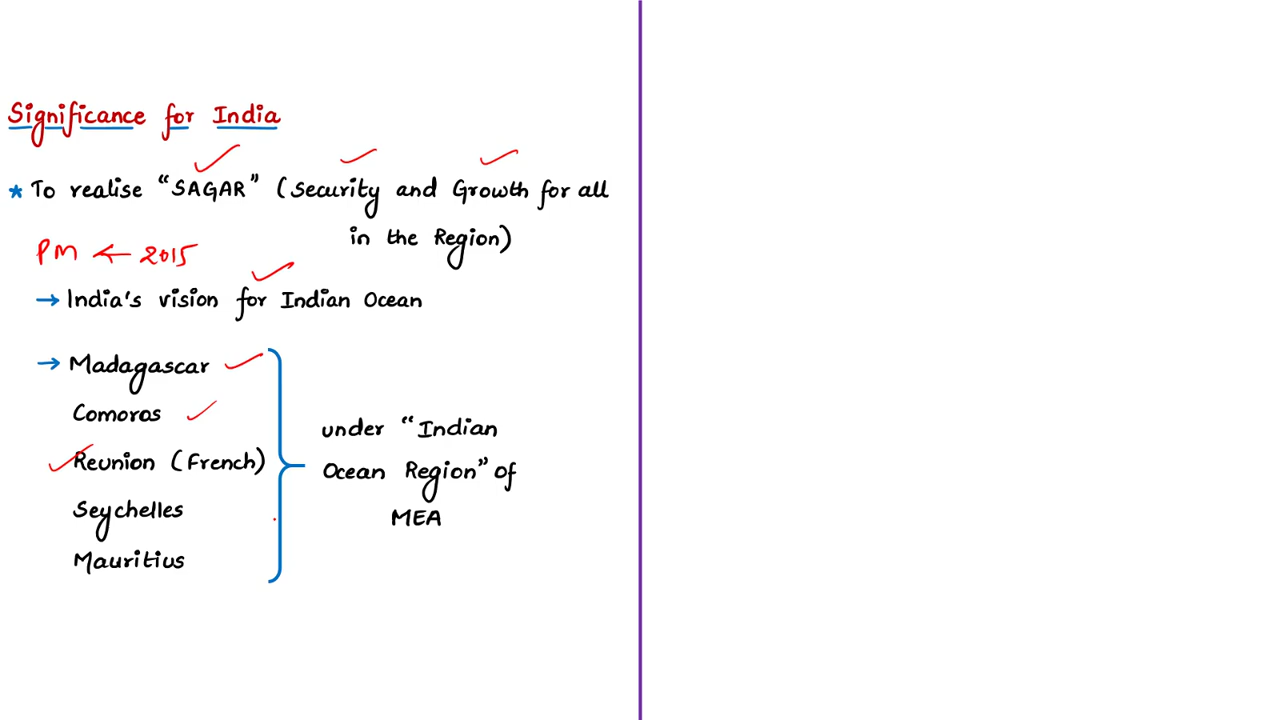 Significance for India
* To realise "SAGAR" (Security and Growth for all
in the Region)
PM ← 2015
→ India's vision for Indian Ocean
→ Madagascar
Comoros
Reunion (French)
Seychelles
Mauritius
under "Indian
Ocean Region" of
MEA